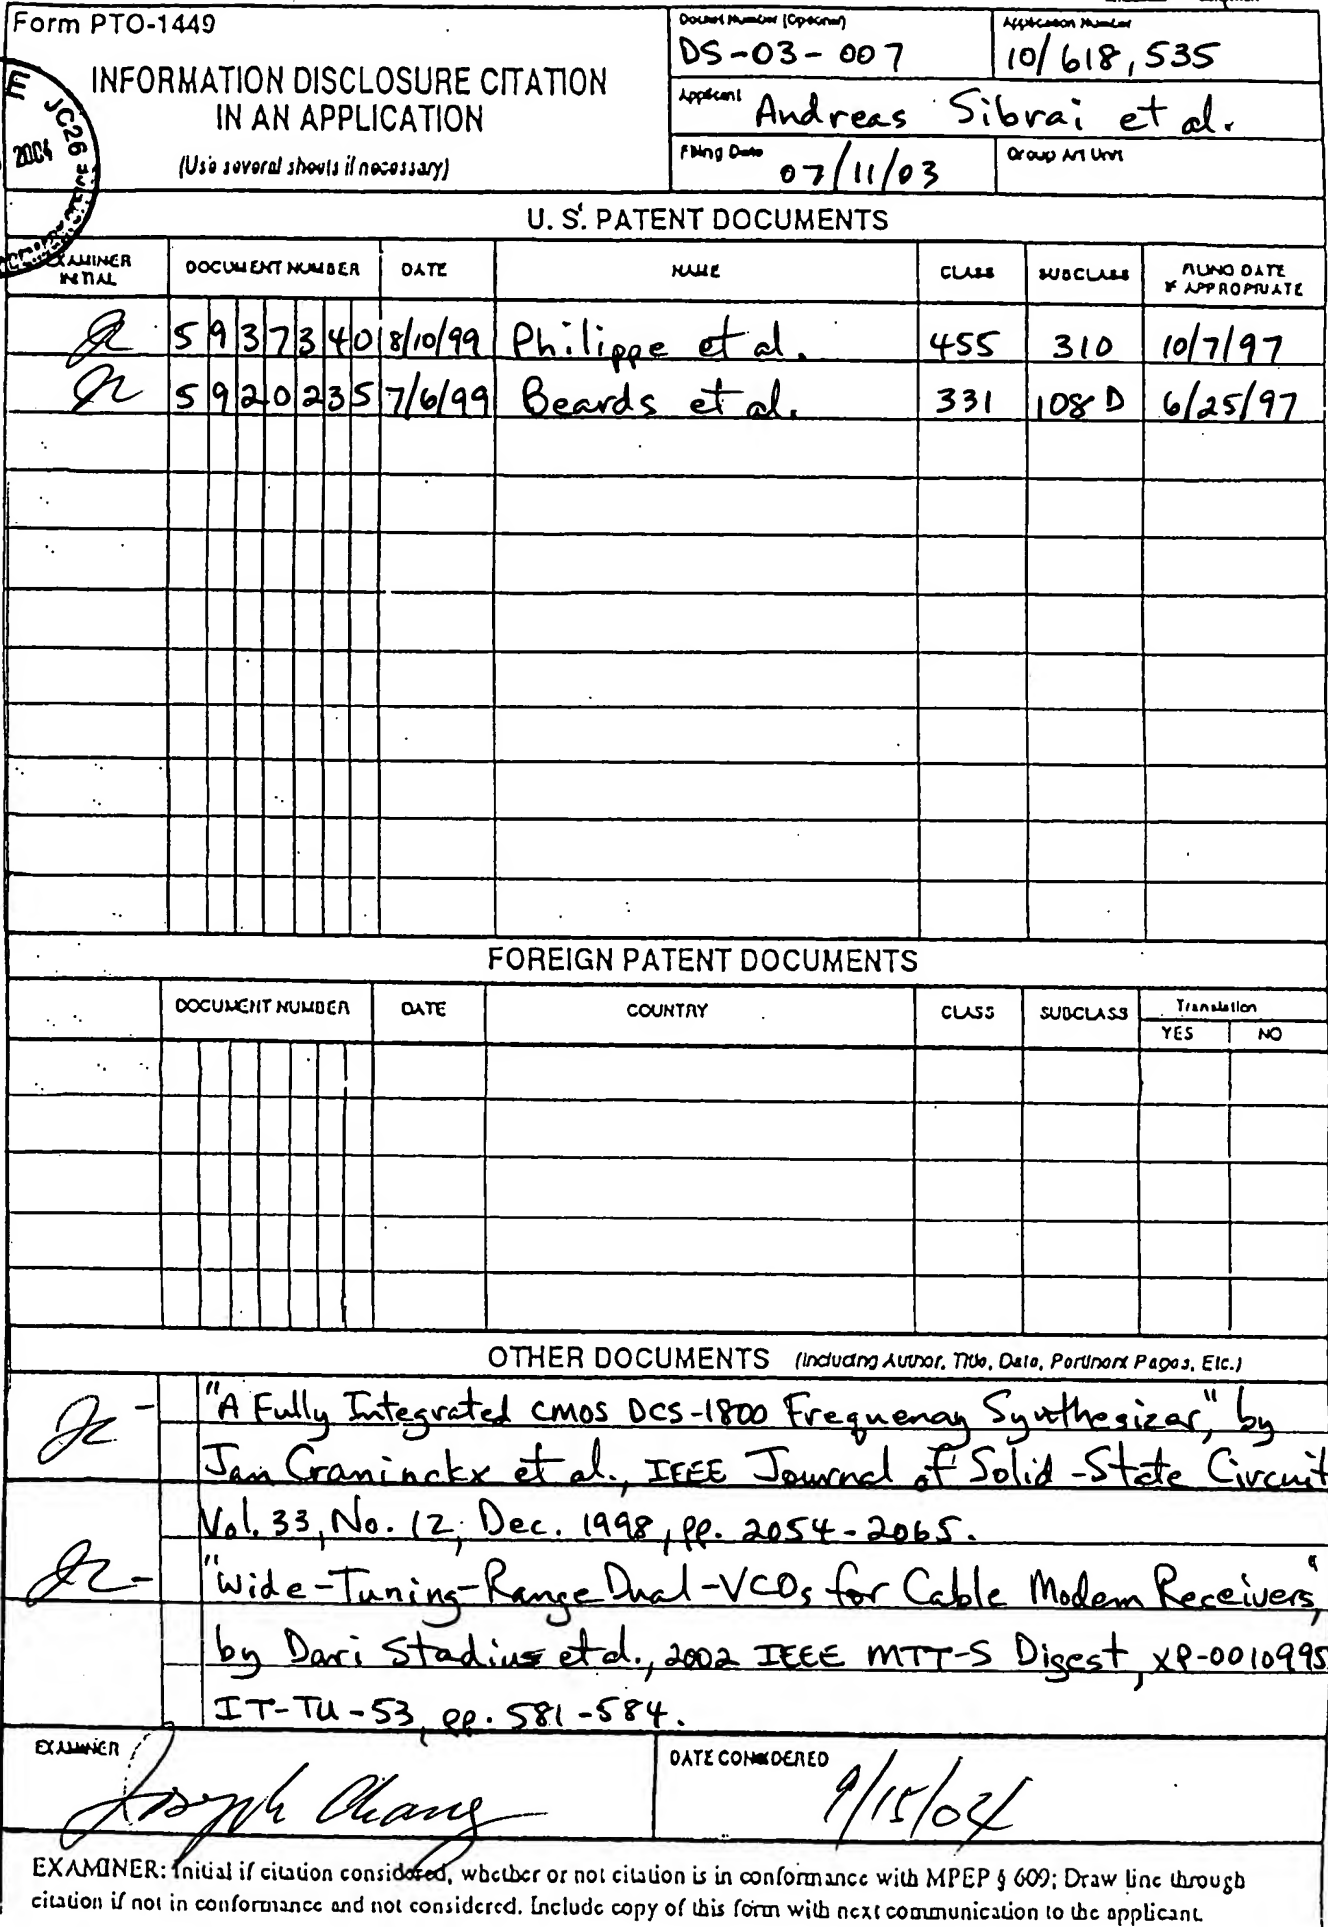 Form PTO-1449
INFORMATION DISCLOSURE CITATION
IN AN APPLICATION
(Use several sheets if necessary)
Docket Number (Optional)
DS-03-007
Application Number
10/618,535
Applicant
Andreas Sibrai et al.
Filing Date
07/11/03
Group Art Unit
E JC26
2004
U. S. PATENT DOCUMENTS
EXAMINER INITIAL DOCUMENT NUMBER DATE NAME CLASS SUBCLASS FILING DATE IF APPROPRIATE
5937340 8/10/99 Philippe et al. 455 310 10/7/97
5920235 7/6/99 Beards et al. 331 108 D 6/25/97
FOREIGN PATENT DOCUMENTS
DOCUMENT NUMBER DATE COUNTRY CLASS SUBCLASS Translation
YES NO
OTHER DOCUMENTS (Including Author, Title, Date, Portinent Pages, Etc.)
"A Fully Integrated CMOS DCS-1800 Frequency Synthesizer," by
Jan Craninckx et al., IEEE Journal of Solid-State Circuit
Vol. 33, No. 12, Dec. 1998, pp. 2054-2065.
"Wide-Tuning-Range Dual-VCOs for Cable Modem Receivers,"
by Dari Stadius et al., 2002 IEEE MTT-S Digest, XP-0010995
IT-TU-53, pp. 581-584.
EXAMINER
Joseph Chang
DATE CONSIDERED
9/15/04
EXAMINER: Initial if citation considered, whether or not citation is in conformance with MPEP § 609; Draw line through
citation if not in conformance and not considered. Include copy of this form with next communication to the applicant.